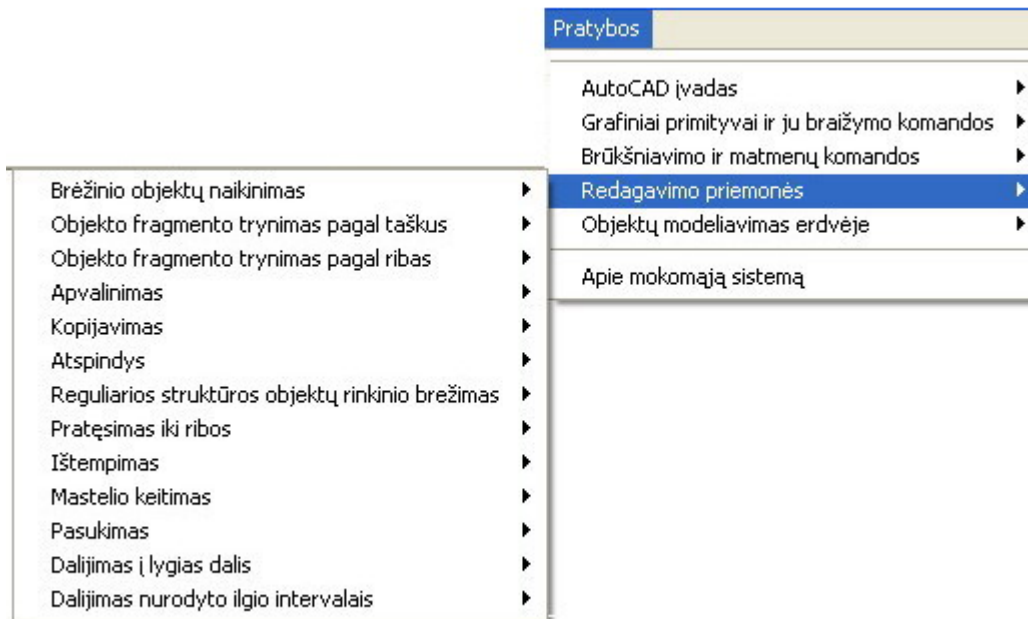 Pratybos
AutoCAD įvadas
Grafiniai primityvai ir ju braižymo komandos
Brūkšniavimo ir matmenų komandos
Redagavimo priemonės
Objektų modeliavimas erdvėje
Apie mokomąją sistemą
Brėžinio objektų naikinimas
Objekto fragmento trynimas pagal taškus
Objekto fragmento trynimas pagal ribas
Apvalinimas
Kopijavimas
Atspindys
Reguliarios struktūros objektų rinkinio brežimas
Pratęsimas iki ribos
Ištempimas
Mastelio keitimas
Pasukimas
Dalijimas į lygias dalis
Dalijimas nurodyto ilgio intervalais